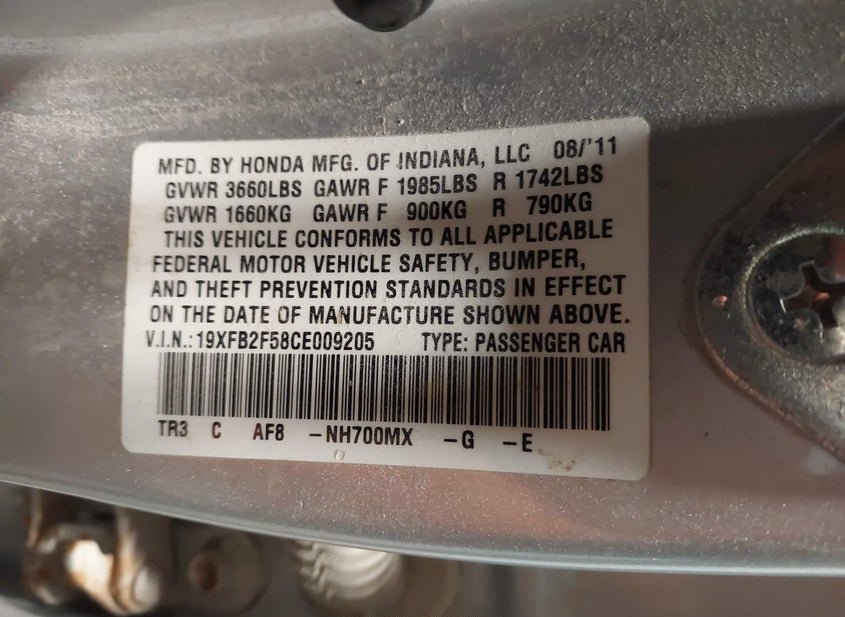 MFD. BY HONDA MFG. OF INDIANA, LLC 08/'11
GVWR 3660LBS GAWR F 1985LBS R 1742LBS
GVWR 1660KG GAWR F 900KG R 790KG
THIS VEHICLE CONFORMS TO ALL APPLICABLE
FEDERAL MOTOR VEHICLE SAFETY, BUMPER,
AND THEFT PREVENTION STANDARDS IN EFFECT
ON THE DATE OF MANUFACTURE SHOWN ABOVE.
V.I.N.:19XFB2F58CE009205 TYPE: PASSENGER CAR
TR3 C AF8 -NH700MX -G -E